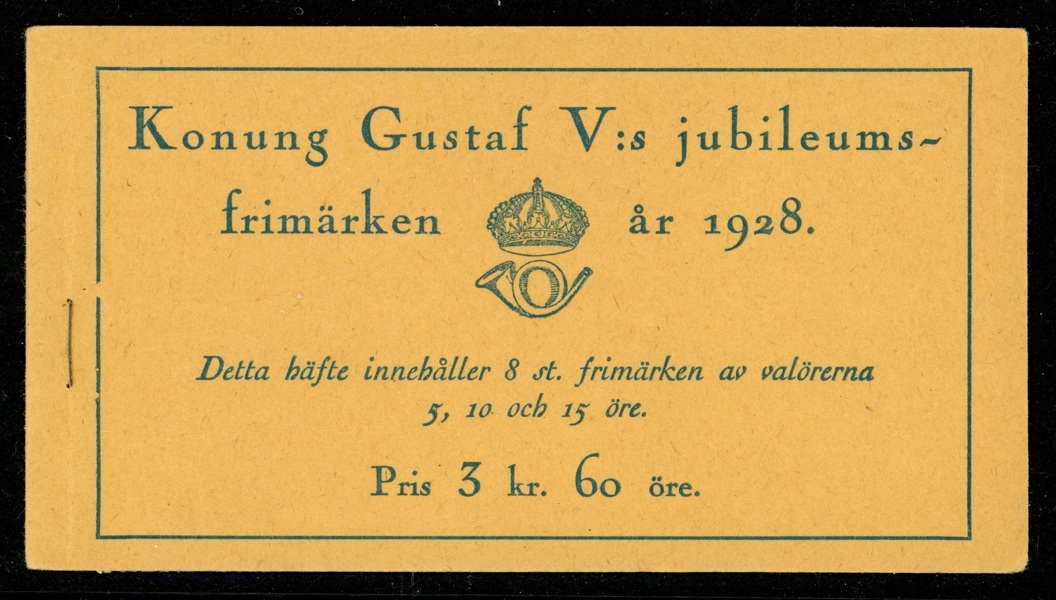 Konung Gustaf V:s jubileums-
frimärken år 1928.
Detta häfte innehåller 8 st. frimärken av valörerna
5, 10 och 15 öre.
Pris 3 kr. 60 öre.